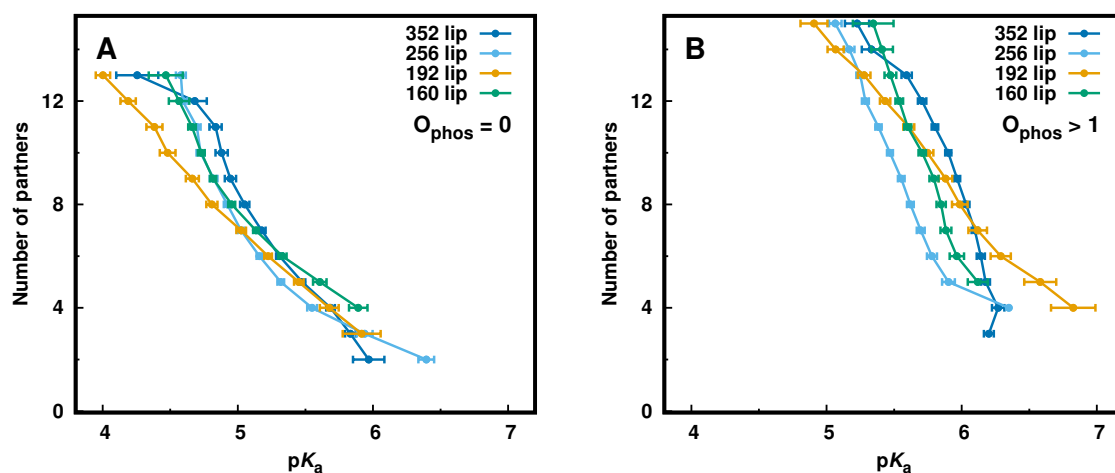 A
352 lip
256 lip
192 lip
160 lip
O_phos = 0
Number of partners
12
8
4
0
4
5
6
7
pKₐ
B
352 lip
256 lip
192 lip
160 lip
O_phos > 1
Number of partners
12
8
4
0
4
5
6
7
pKₐ